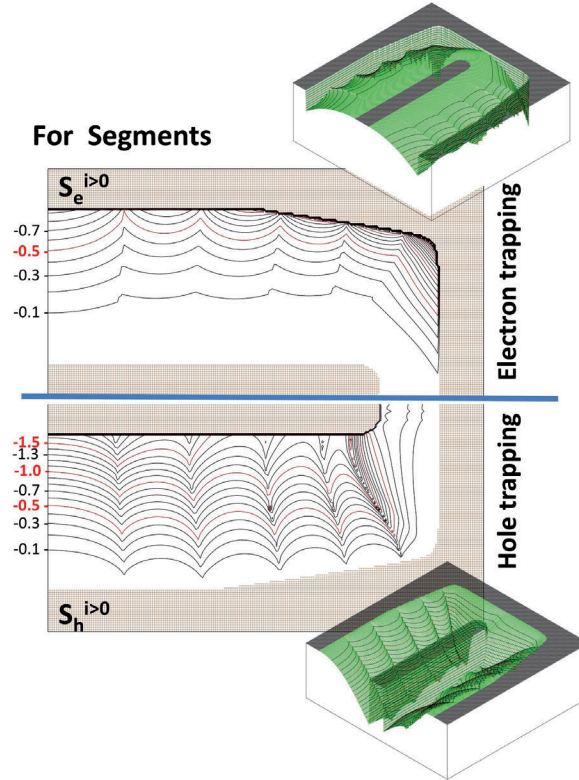 For Segments
S_e^{i>0}
-0.7
-0.5
-0.3
-0.1
Electron trapping
-1.5
-1.3
-1.0
-0.7
-0.5
-0.3
-0.1
Hole trapping
S_h^{i>0}